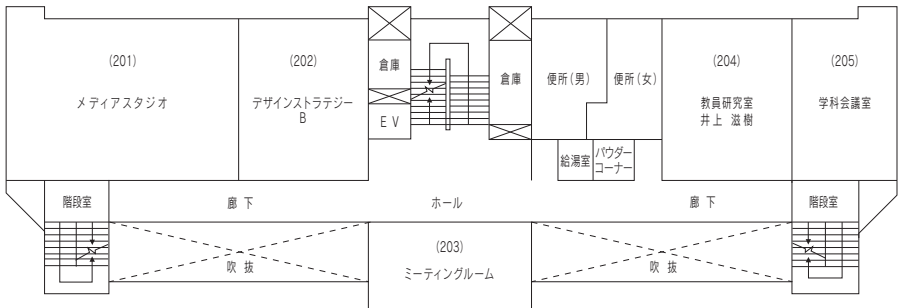 (201)
メディアスタジオ
(202)
デザインストラテジー
B
倉庫
EV
倉庫
便所(男)
便所(女)
(204)
教員研究室
井上 滋樹
(205)
学科会議室
給湯室
パウダー
コーナー
階段室
廊下
ホール
廊下
階段室
吹抜
(203)
ミーティングルーム
吹抜